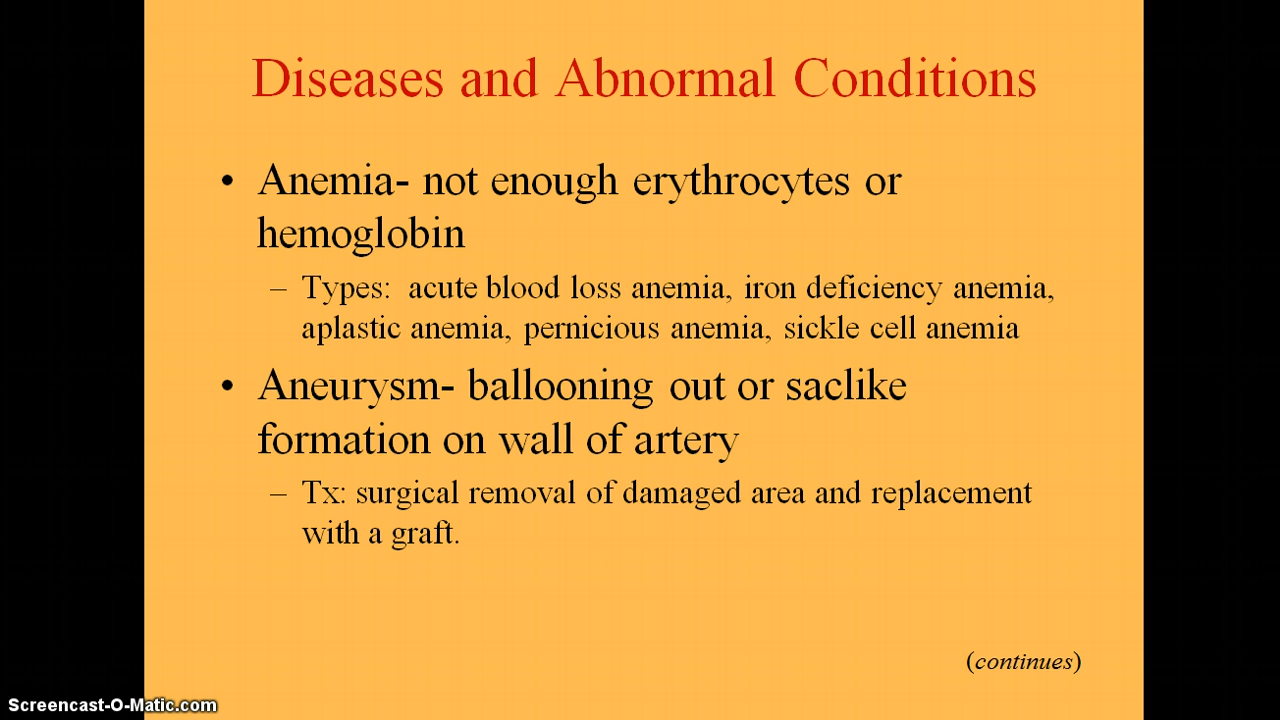 Diseases and Abnormal Conditions
• Anemia- not enough erythrocytes or
hemoglobin
– Types:  acute blood loss anemia, iron deficiency anemia,
aplastic anemia, pernicious anemia, sickle cell anemia
• Aneurysm- ballooning out or saclike
formation on wall of artery
– Tx: surgical removal of damaged area and replacement
with a graft.
(continues)
Screencast-O-Matic.com